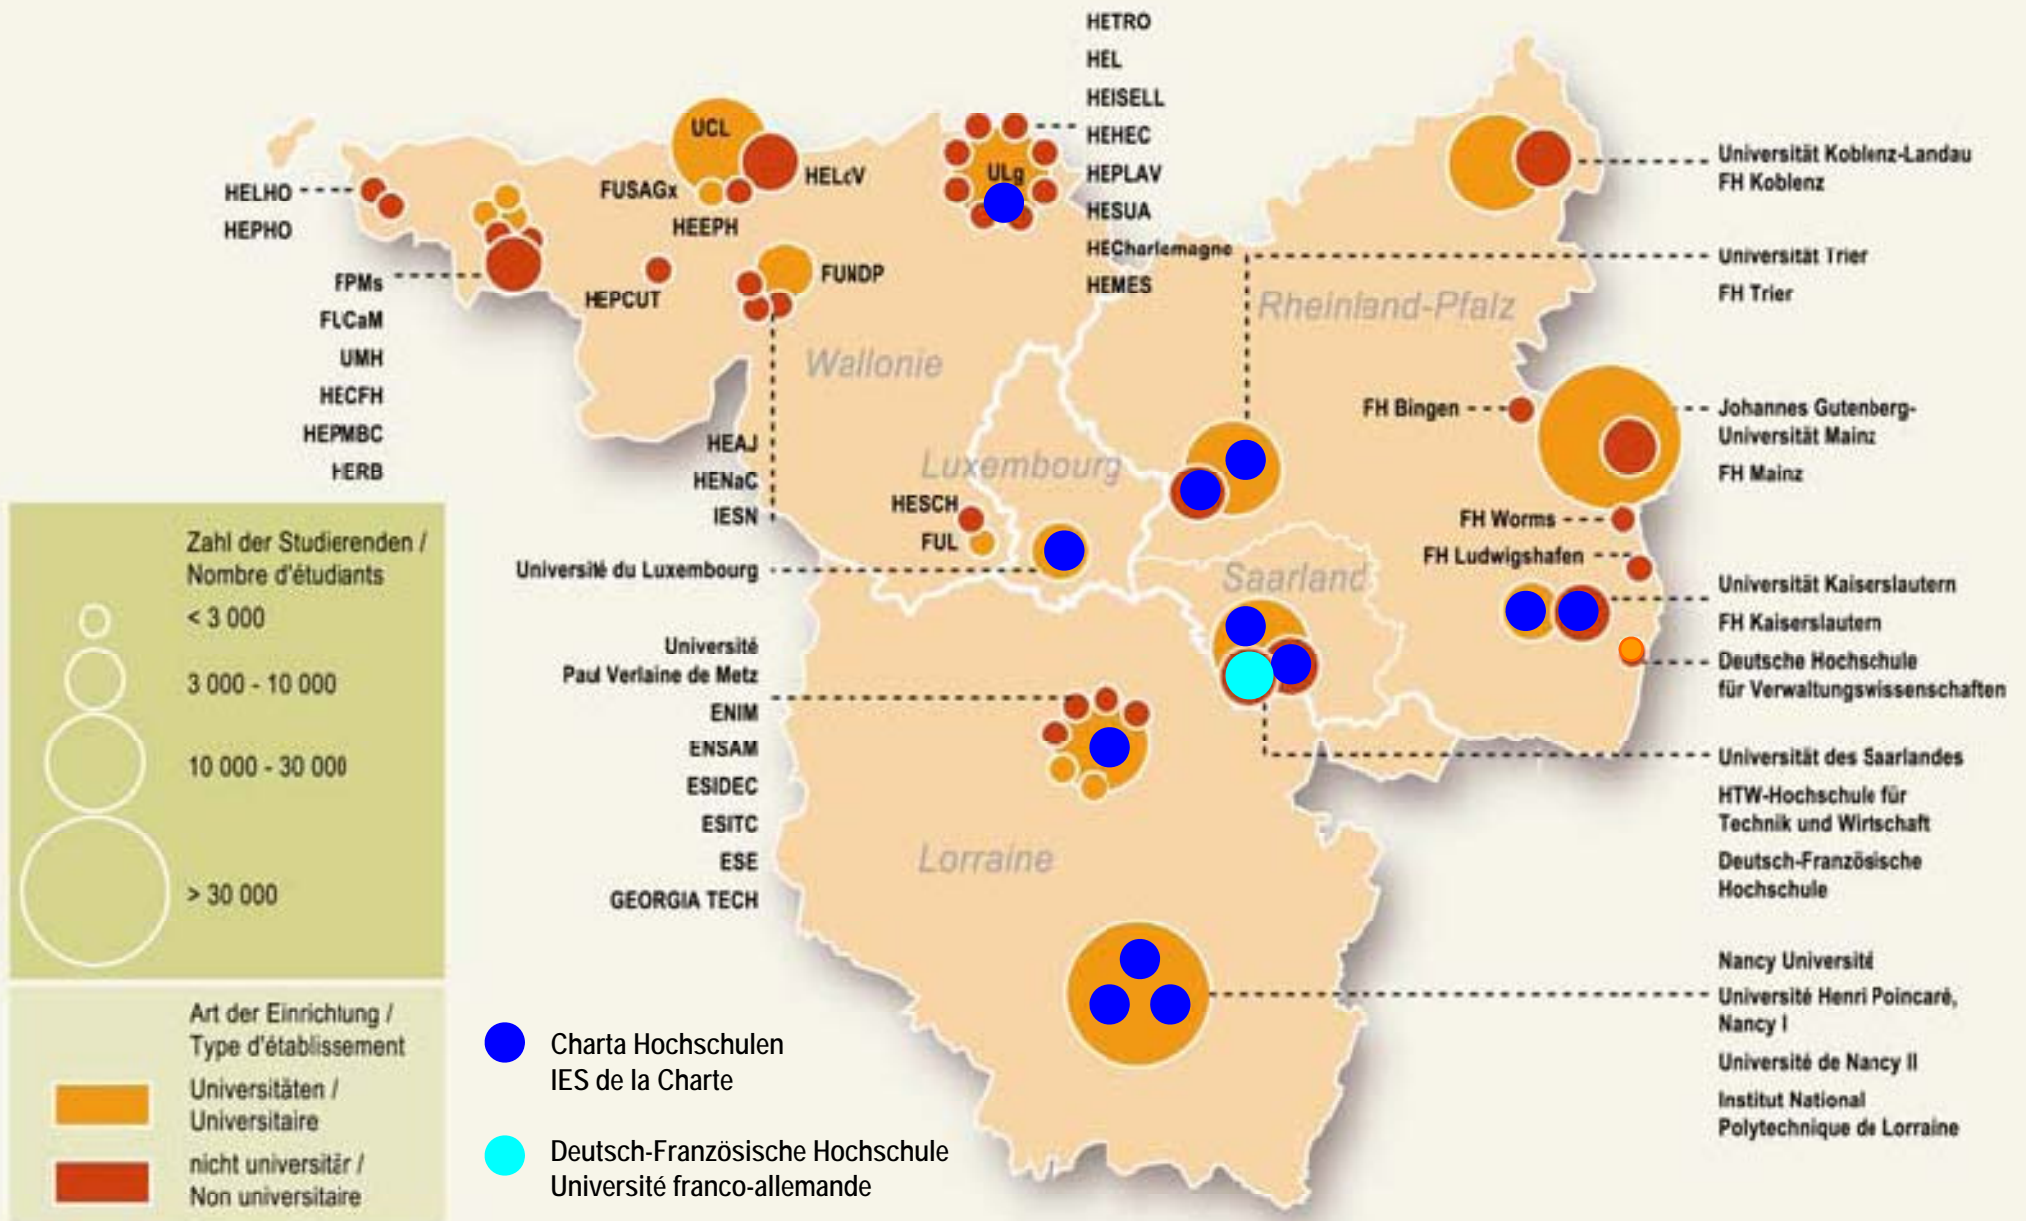 HETRO
HEL
HEISELL
HEHEC
HEPLAV
HESUA
HECharlemagne
HEMES
UCL
HELdV
FUSAGx
HEEPH
HEPCUT
FUNDP
ULg
HELHO
HEPHO
FPMs
FUCaM
UMH
HECFH
HEPMBC
HERB
HEAJ
HENaC
IESN
Wallonie
Luxembourg
Rheinland-Pfalz
Saarland
Lorraine
HESCH
FUL
Université du Luxembourg
Université
Paul Verlaine de Metz
ENIM
ENSAM
ESIDEC
ESITC
ESE
GEORGIA TECH
Universität Koblenz-Landau
FH Koblenz
Universität Trier
FH Trier
FH Bingen
Johannes Gutenberg-
Universität Mainz
FH Mainz
FH Worms
FH Ludwigshafen
Universität Kaiserslautern
FH Kaiserslautern
Deutsche Hochschule
für Verwaltungswissenschaften
Universität des Saarlandes
HTW-Hochschule für
Technik und Wirtschaft
Deutsch-Französische
Hochschule
Nancy Université
Université Henri Poincaré,
Nancy I
Université de Nancy II
Institut National
Polytechnique de Lorraine
Zahl der Studierenden /
Nombre d'étudiants
< 3 000
3 000 - 10 000
10 000 - 30 000
> 30 000
Art der Einrichtung /
Type d'établissement
Universitäten /
Universitaire
nicht universitär /
Non universitaire
Charta Hochschulen
IES de la Charte
Deutsch-Französische Hochschule
Université franco-allemande